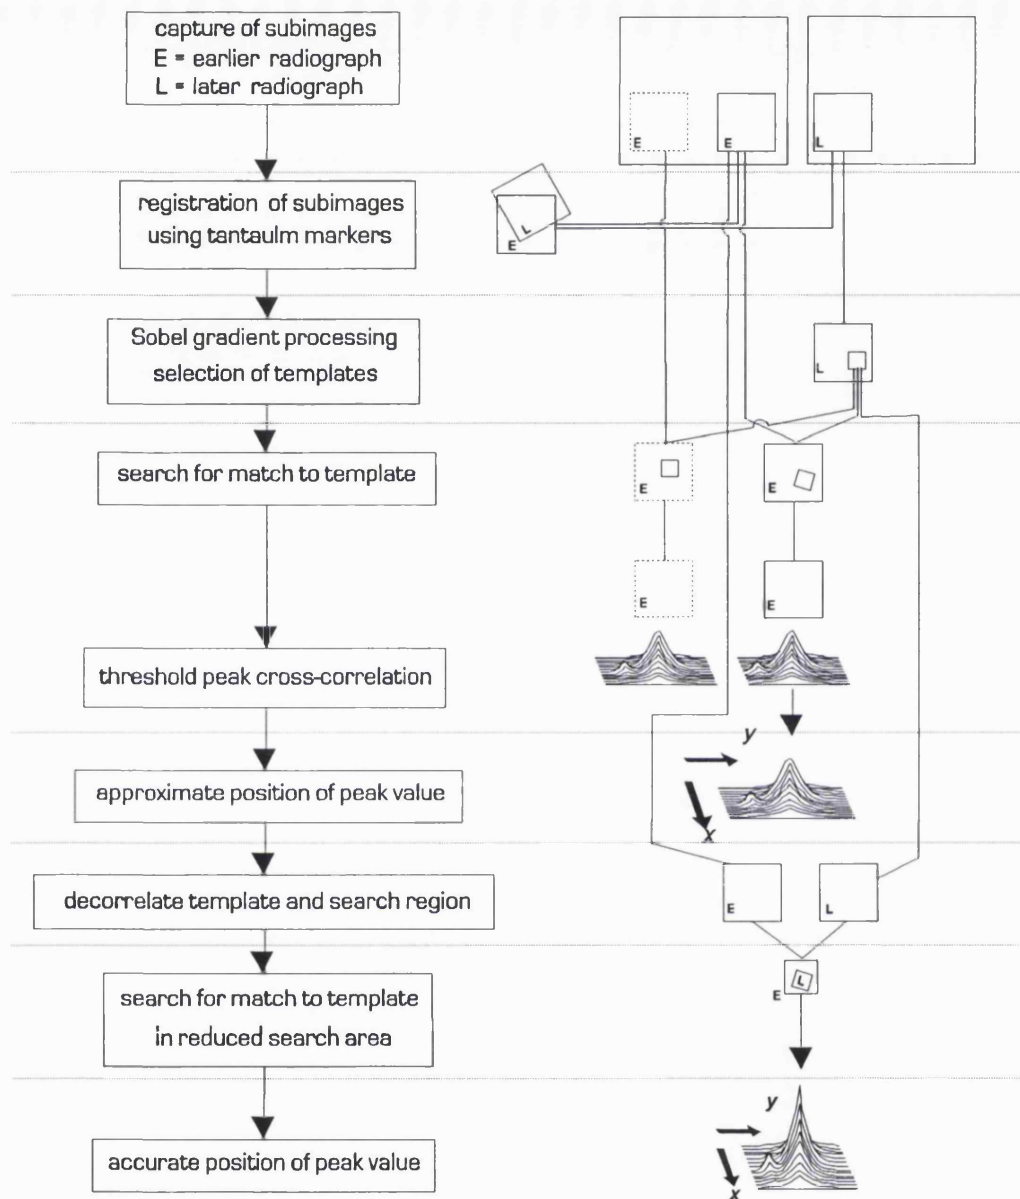 capture of subimages
E = earlier radiograph
L = later radiograph
E
E
L
registration of subimages
using tantaulm markers
L
E
Sobel gradient processing
selection of templates
L
search for match to template
E
E
E
E
threshold peak cross-correlation
y
approximate position of peak value
x
decorrelate template and search region
E
L
search for match to template
in reduced search area
L
E
y
accurate position of peak value
x